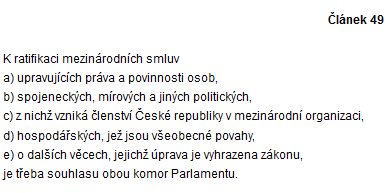 Článek 49
K ratifikaci mezinárodních smluv
a) upravujících práva a povinnosti osob,
b) spojeneckých, mírových a jiných politických,
c) z nichž vzniká členství České republiky v mezinárodní organizaci,
d) hospodářských, jež jsou všeobecné povahy,
e) o dalších věcech, jejichž úprava je vyhrazena zákonu,
je třeba souhlasu obou komor Parlamentu.